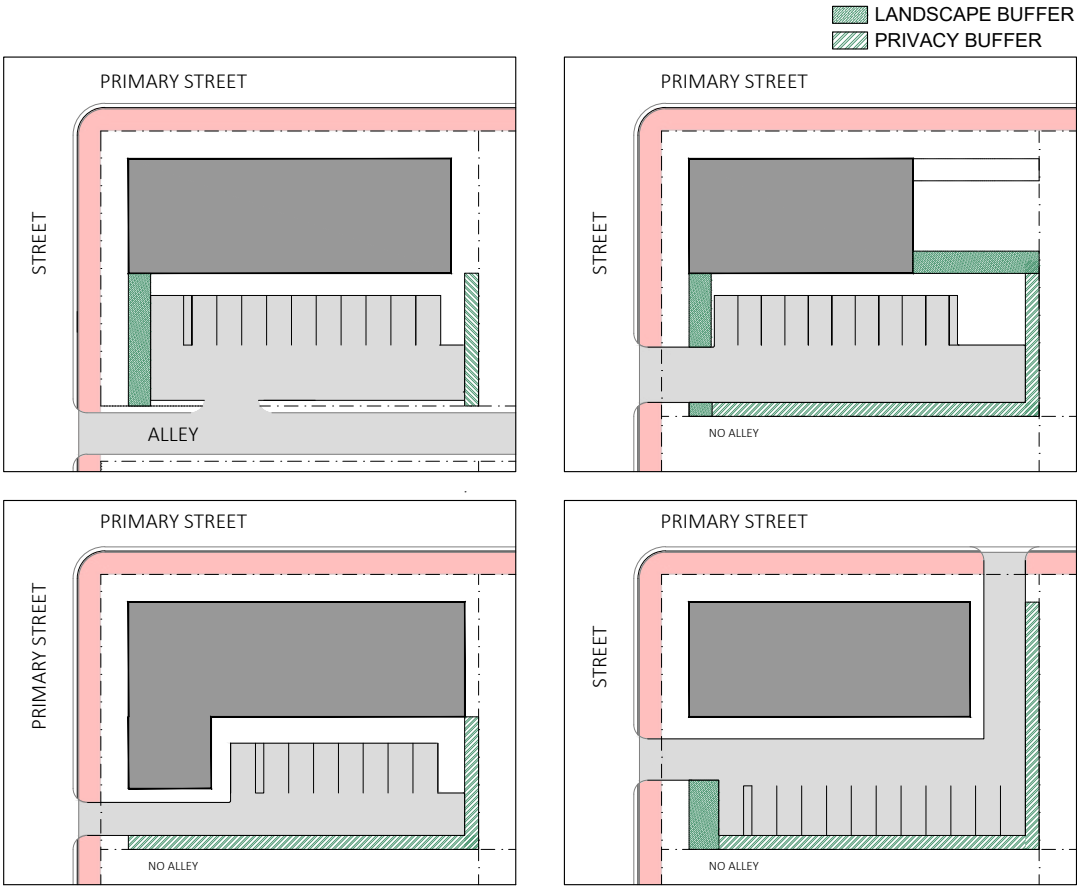 LANDSCAPE BUFFER
PRIVACY BUFFER
PRIMARY STREET
STREET
ALLEY
PRIMARY STREET
STREET
NO ALLEY
PRIMARY STREET
PRIMARY STREET
NO ALLEY
PRIMARY STREET
STREET
NO ALLEY